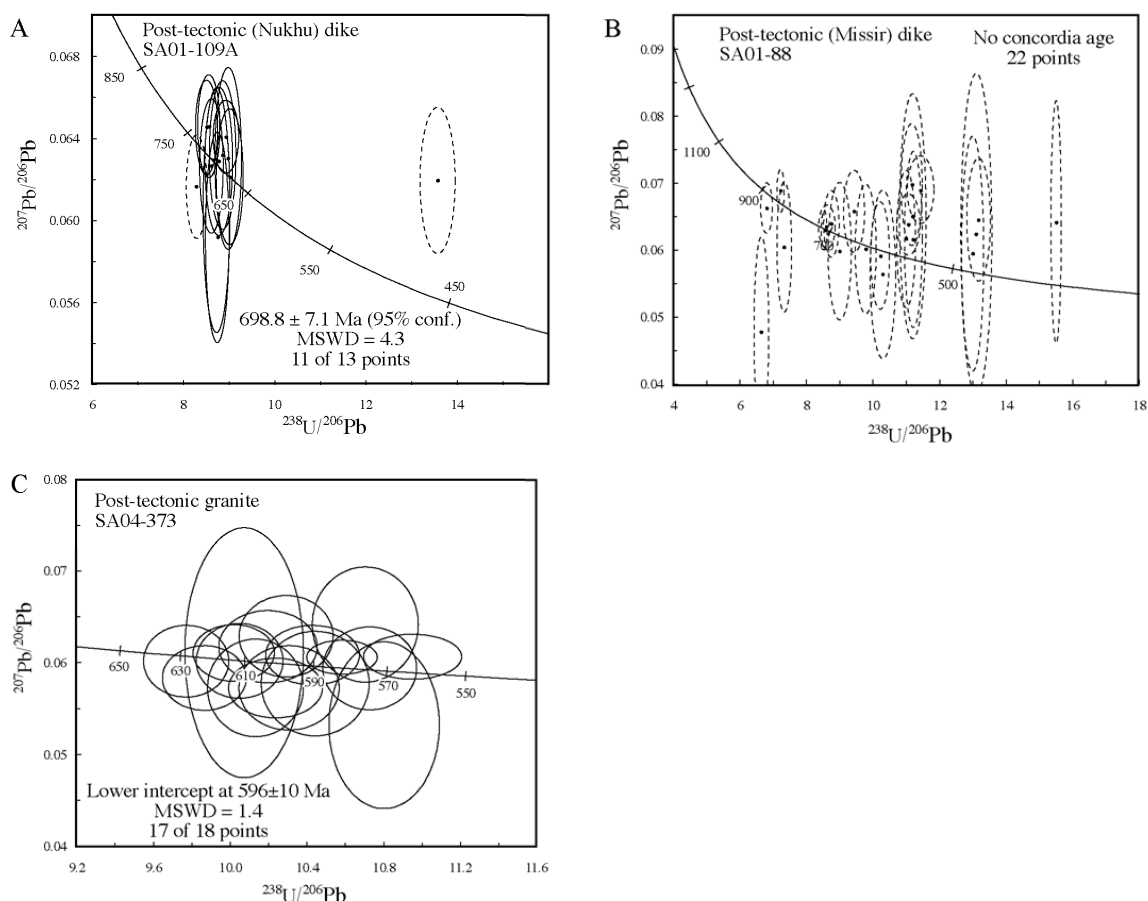 A
Post-tectonic (Nukhu) dike
SA01-109A
850
750
650
550
450
698.8 ± 7.1 Ma (95% conf.)
MSWD = 4.3
11 of 13 points
0.068
0.064
0.060
0.056
0.052
207Pb/206Pb
6 8 10 12 14
238U/206Pb
B
Post-tectonic (Missir) dike
SA01-88
No concordia age
22 points
1100
900
700
500
0.09
0.08
0.07
0.06
0.05
0.04
207Pb/206Pb
4 6 8 10 12 14 16 18
238U/206Pb
C
Post-tectonic granite
SA04-373
650
630
610
590
570
550
Lower intercept at 596±10 Ma
MSWD = 1.4
17 of 18 points
0.08
0.07
0.06
0.05
0.04
207Pb/206Pb
9.2 9.6 10.0 10.4 10.8 11.2 11.6
238U/206Pb